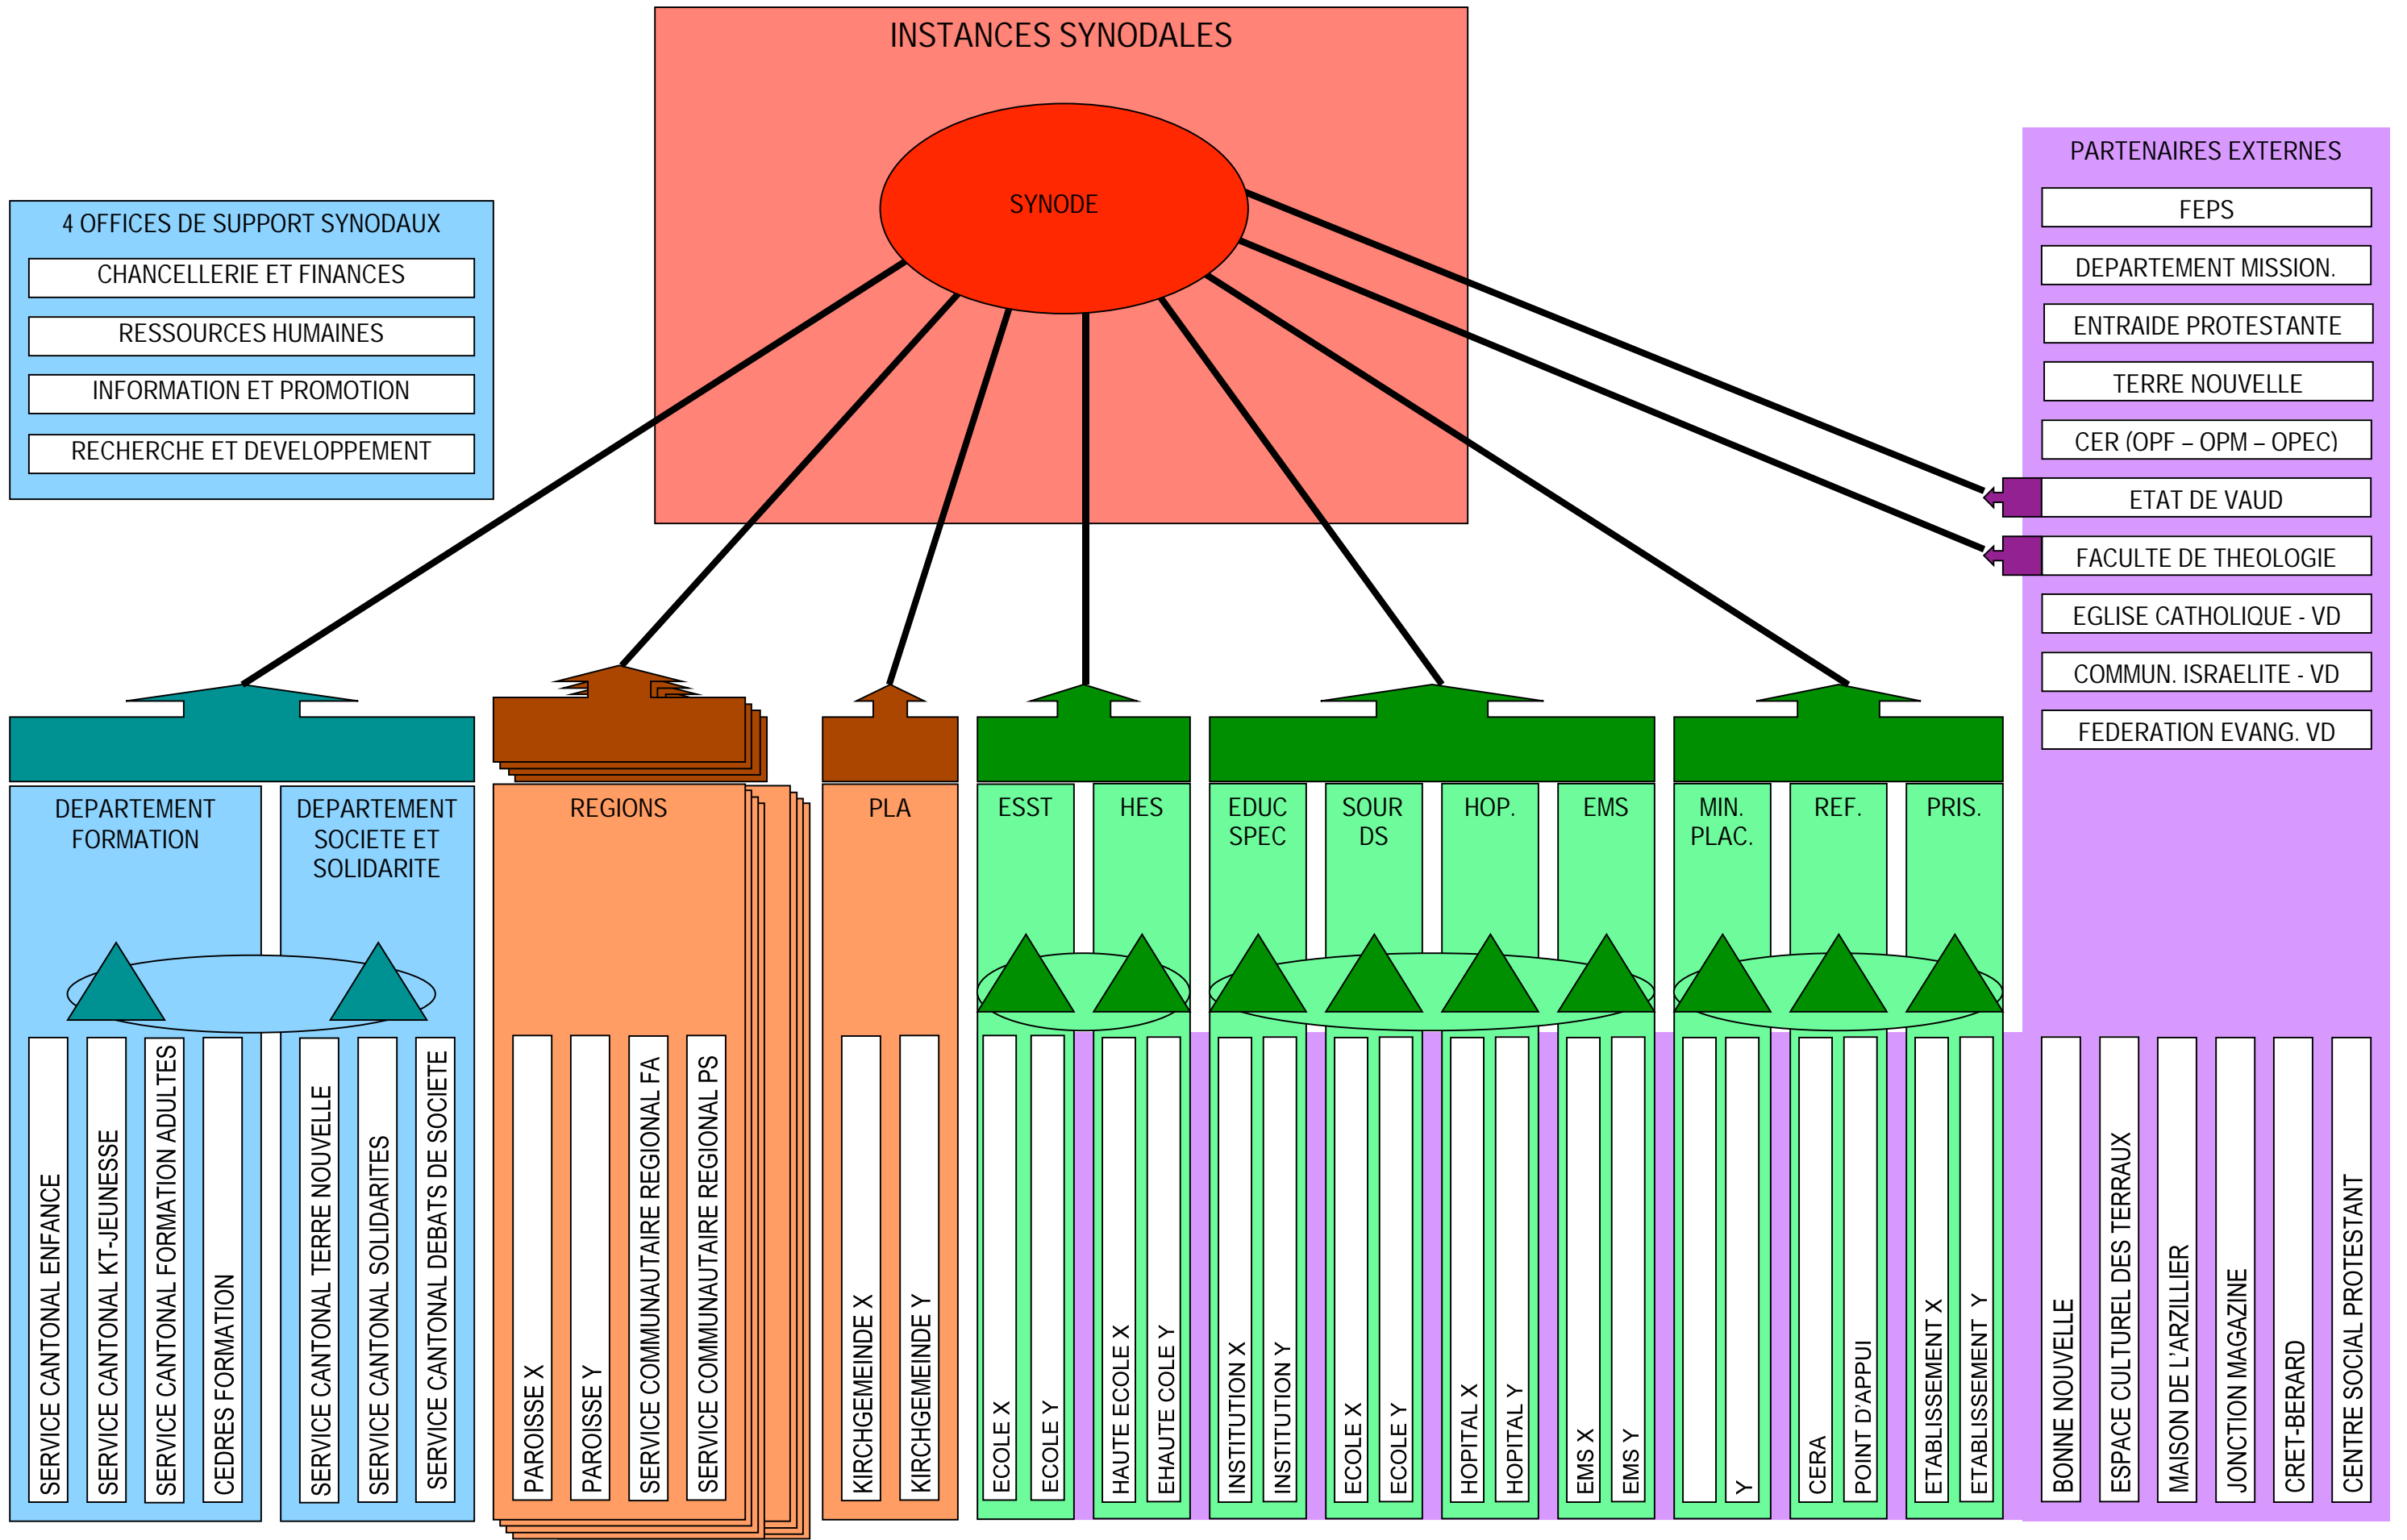 INSTANCES SYNODALES
SYNODE
4 OFFICES DE SUPPORT SYNODAUX
CHANCELLERIE ET FINANCES
RESSOURCES HUMAINES
INFORMATION ET PROMOTION
RECHERCHE ET DEVELOPPEMENT
PARTENAIRES EXTERNES
FEPS
DEPARTEMENT MISSION.
ENTRAIDE PROTESTANTE
TERRE NOUVELLE
CER (OPF – OPM – OPEC)
ETAT DE VAUD
FACULTE DE THEOLOGIE
EGLISE CATHOLIQUE - VD
COMMUN. ISRAELITE - VD
FEDERATION EVANG. VD
DEPARTEMENT
FORMATION
DEPARTEMENT
SOCIETE ET
SOLIDARITE
REGIONS
PLA
ESST
HES
EDUC
SPEC
SOUR
DS
HOP.
EMS
MIN.
PLAC.
REF.
PRIS.
SERVICE CANTONAL ENFANCE
SERVICE CANTONAL KT-JEUNESSE
SERVICE CANTONAL FORMATION ADULTES
CEDRES FORMATION
SERVICE CANTONAL TERRE NOUVELLE
SERVICE CANTONAL SOLIDARITES
SERVICE CANTONAL DEBATS DE SOCIETE
PAROISSE X
PAROISSE Y
SERVICE COMMUNAUTAIRE REGIONAL FA
SERVICE COMMUNAUTAIRE REGIONAL PS
KIRCHGEMEINDE X
KIRCHGEMEINDE Y
ECOLE X
ECOLE Y
HAUTE ECOLE X
EHAUTE COLE Y
INSTITUTION X
INSTITUTION Y
ECOLE X
ECOLE Y
HOPITAL X
HOPITAL Y
EMS X
EMS Y
Y
CERA
POINT D'APPUI
ETABLISSEMENT X
ETABLISSEMENT Y
BONNE NOUVELLE
ESPACE CULTUREL DES TERRAUX
MAISON DE L'ARZILLIER
JONCTION MAGAZINE
CRET-BERARD
CENTRE SOCIAL PROTESTANT